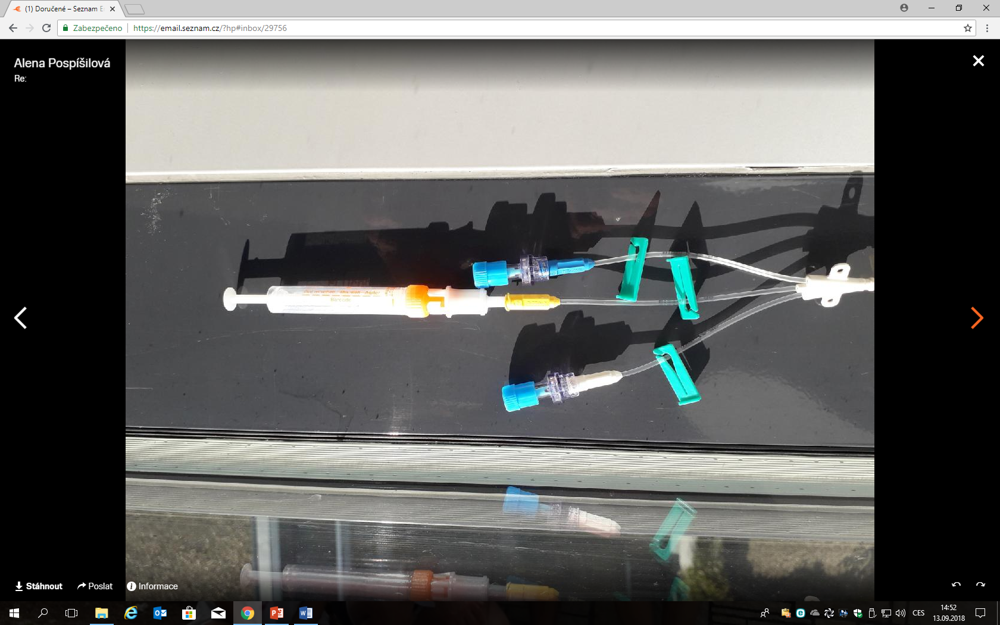 (1) Doručené – Seznam E
Zabezpečeno
https://email.seznam.cz/?hp#inbox/29756
Alena Pospíšilová
Re:
Barcode
Stáhnout
Poslat
Informace
CES
14:52
13.09.2018